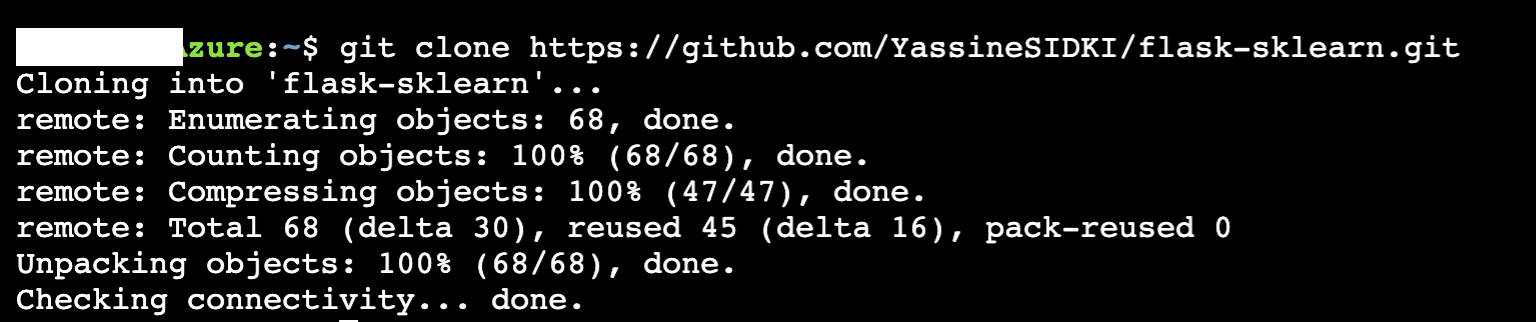 Azure:~$ git clone https://github.com/YassineSIDKI/flask-sklearn.git
Cloning into 'flask-sklearn'...
remote: Enumerating objects: 68, done.
remote: Counting objects: 100% (68/68), done.
remote: Compressing objects: 100% (47/47), done.
remote: Total 68 (delta 30), reused 45 (delta 16), pack-reused 0
Unpacking objects: 100% (68/68), done.
Checking connectivity... done.